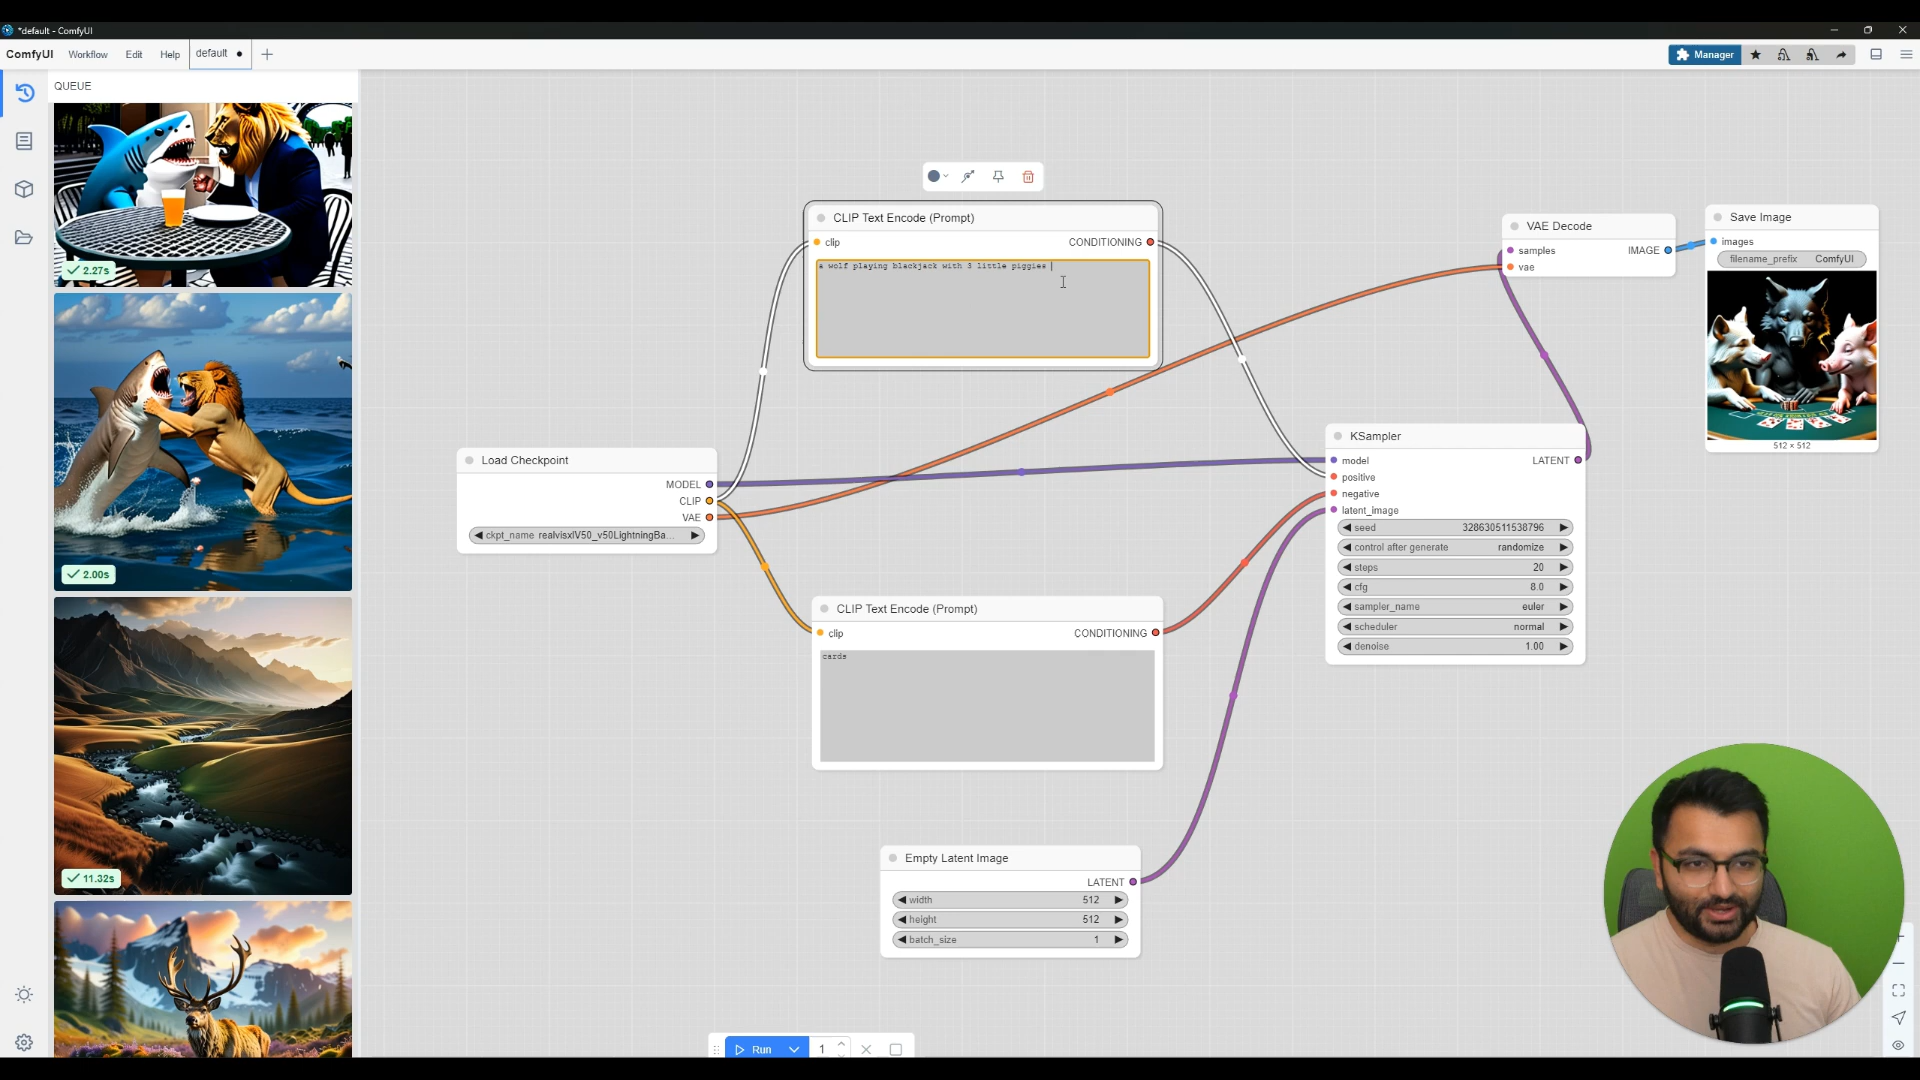 *default - ComfyUI
ComfyUI Workflow Edit Help default
Manager
QUEUE
2.27s
2.00s
11.32s
CLIP Text Encode (Prompt)
clip CONDITIONING
a wolf playing blackjack with 3 little piggies
VAE Decode
samples IMAGE
vae
Save Image
images
filename_prefix ComfyUI
512 × 512
Load Checkpoint
MODEL
CLIP
VAE
ckpt_name realvisxlV50_v50LightningBa...
KSampler
model LATENT
positive
negative
latent_image
seed 328630511538796
control after generate randomize
steps 20
cfg 8.0
sampler_name euler
scheduler normal
denoise 1.00
CLIP Text Encode (Prompt)
clip CONDITIONING
cards
Empty Latent Image
LATENT
width 512
height 512
batch_size 1
Run 1